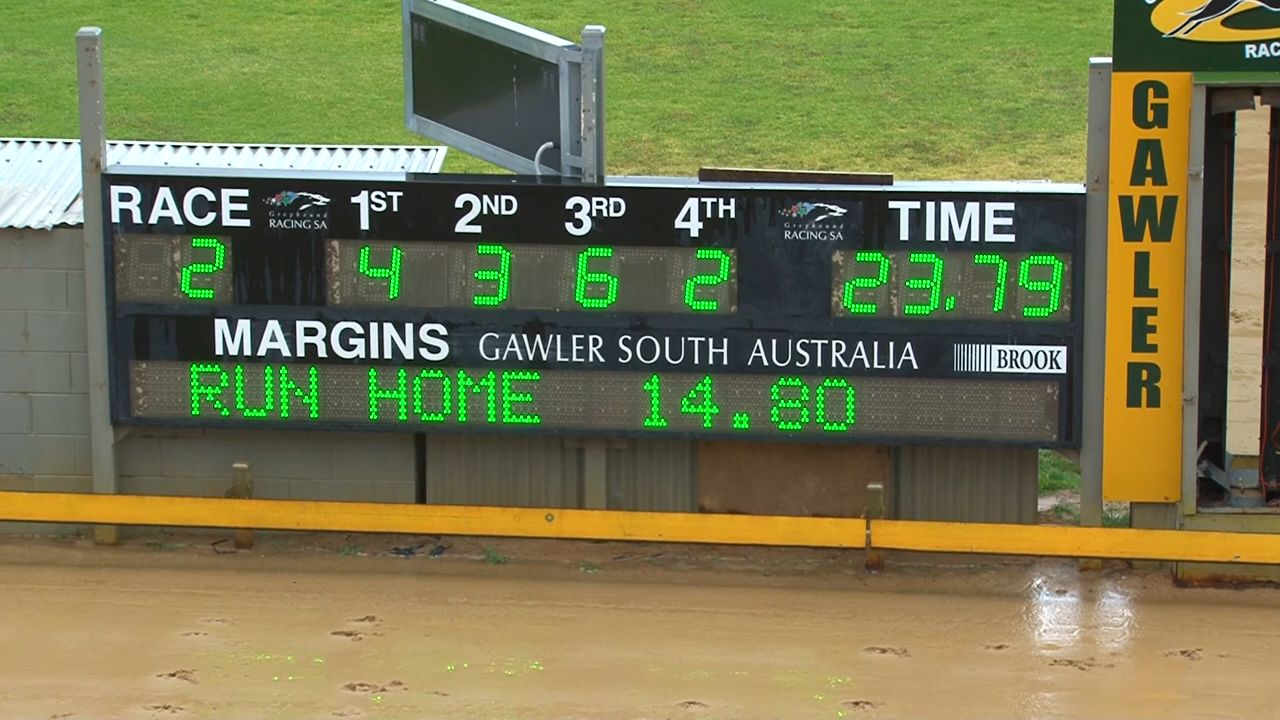 RAC
GAWLER
RACE Greyhound RACING SA 1ST 2ND 3RD 4TH Greyhound RACING SA TIME
2 4 3 6 2 23.79
MARGINS GAWLER SOUTH AUSTRALIA BROOK
RUN HOME 14.80